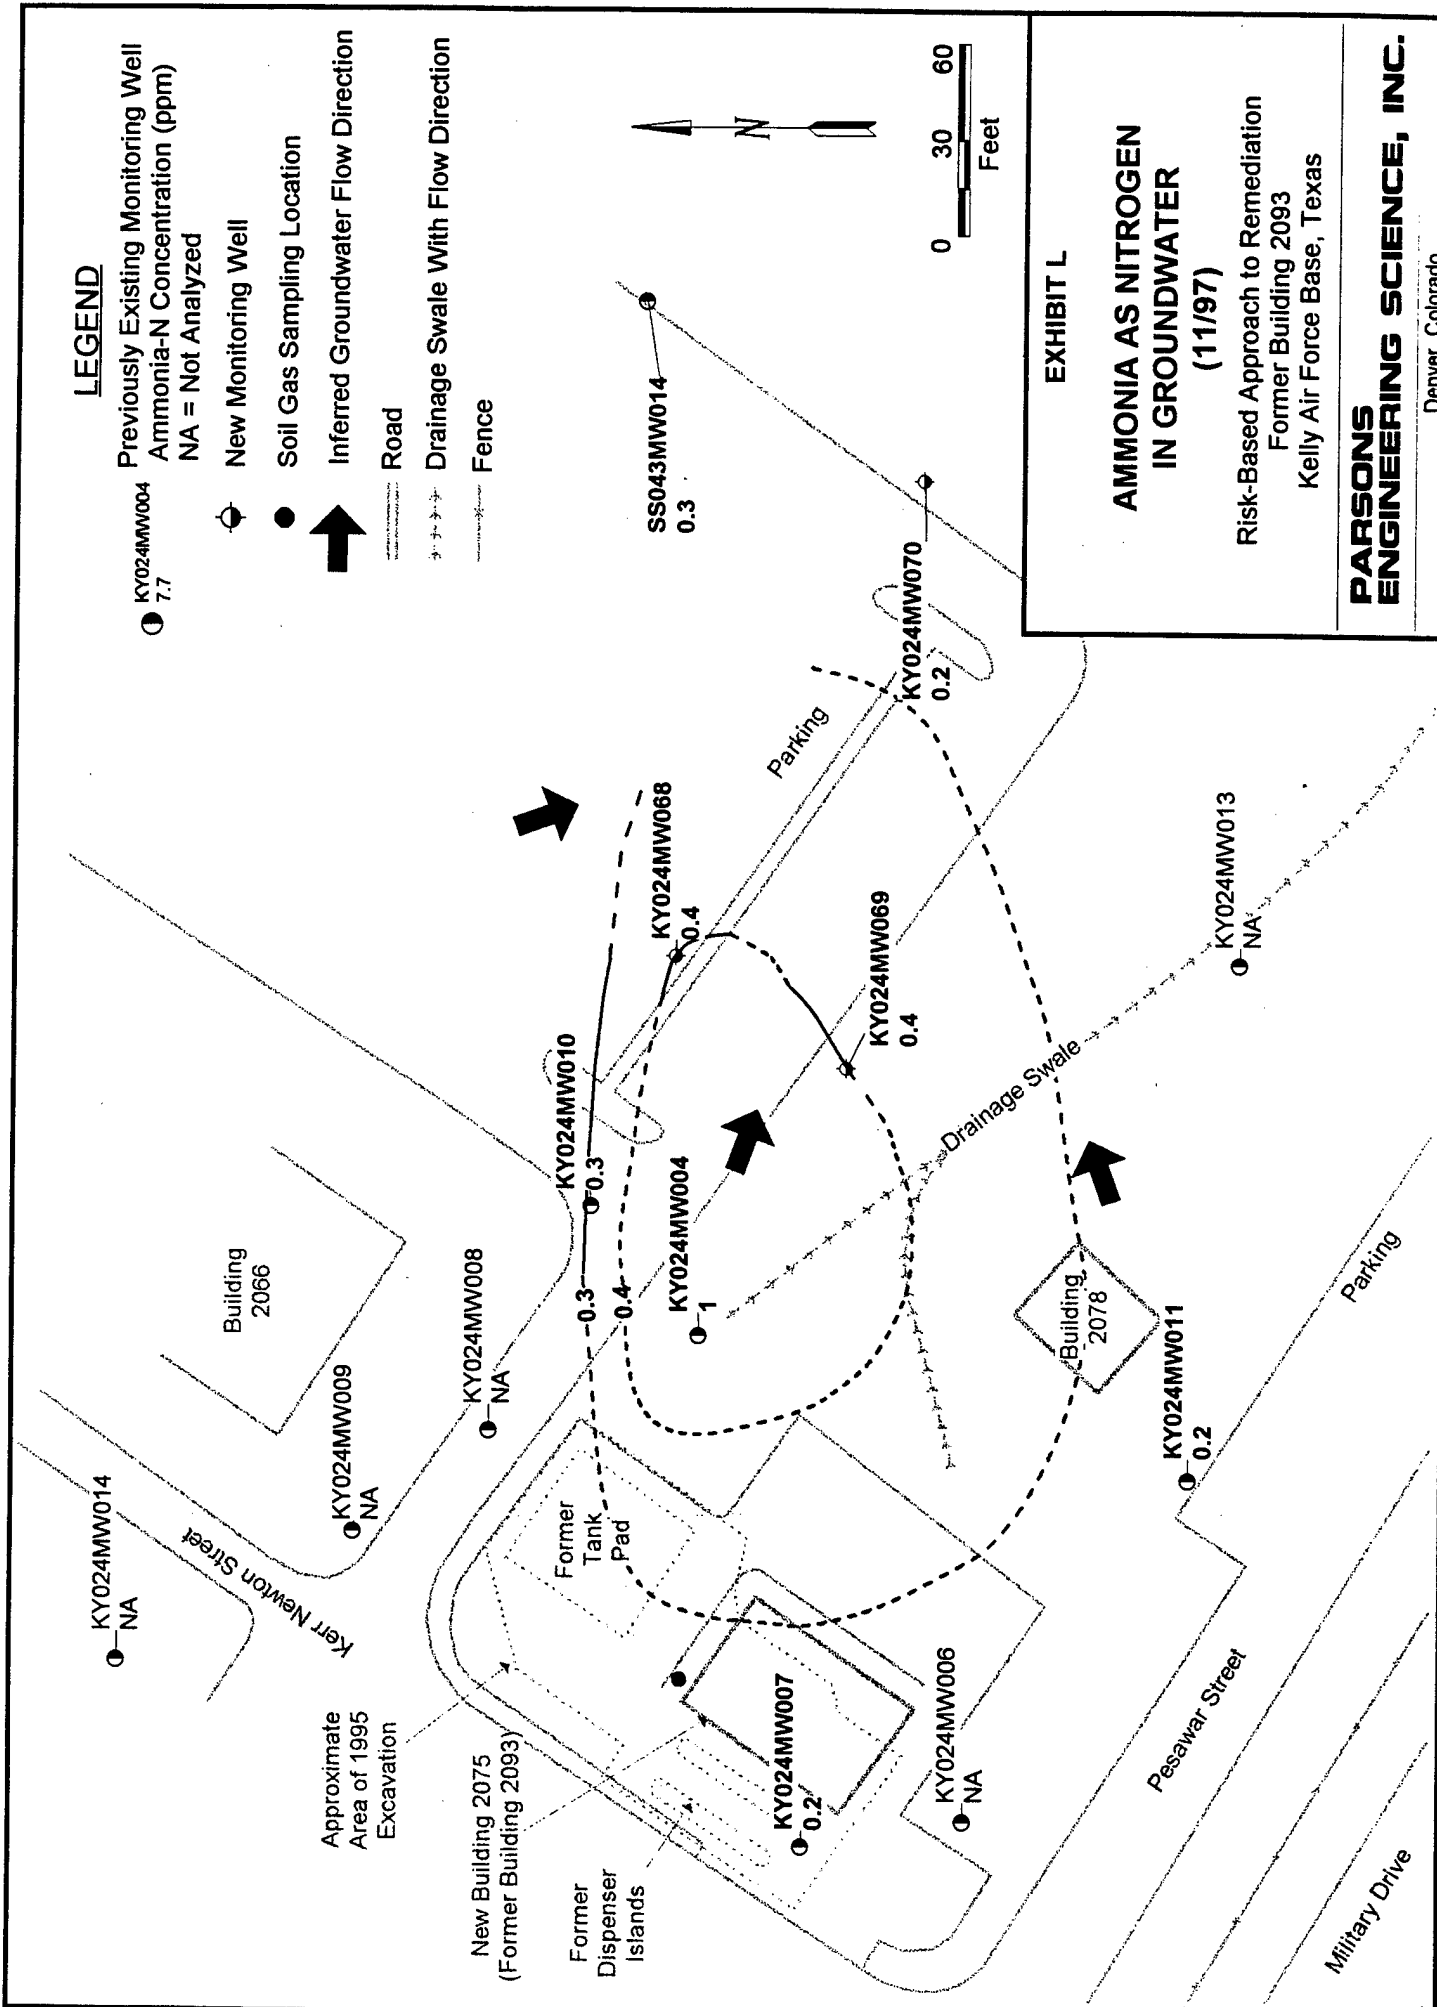 LEGEND
KY024MW004
7.7
Previously Existing Monitoring Well
Ammonia-N Concentration (ppm)
NA = Not Analyzed
New Monitoring Well
Soil Gas Sampling Location
Inferred Groundwater Flow Direction
Road
Drainage Swale With Flow Direction
Fence
N
0 30 60
Feet
KY024MW014
NA
KY024MW009
NA
Building
2066
KY024MW008
NA
Kerr Newton Street
Approximate
Area of 1995
Excavation
New Building 2075
(Former Building 2093)
Former
Dispenser
Islands
Former
Tank
Pad
KY024MW010
0.3
0.3
0.4
KY024MW004
1
KY024MW068
0.4
KY024MW069
0.4
Parking
SS043MW014
0.3
KY024MW070
0.2
KY024MW007
0.2
KY024MW006
NA
Building
2078
Drainage Swale
KY024MW013
NA
KY024MW011
0.2
Parking
Pesawar Street
Military Drive
EXHIBIT L
AMMONIA AS NITROGEN
IN GROUNDWATER
(11/97)
Risk-Based Approach to Remediation
Former Building 2093
Kelly Air Force Base, Texas
PARSONS
ENGINEERING SCIENCE, INC.
Denver, Colorado